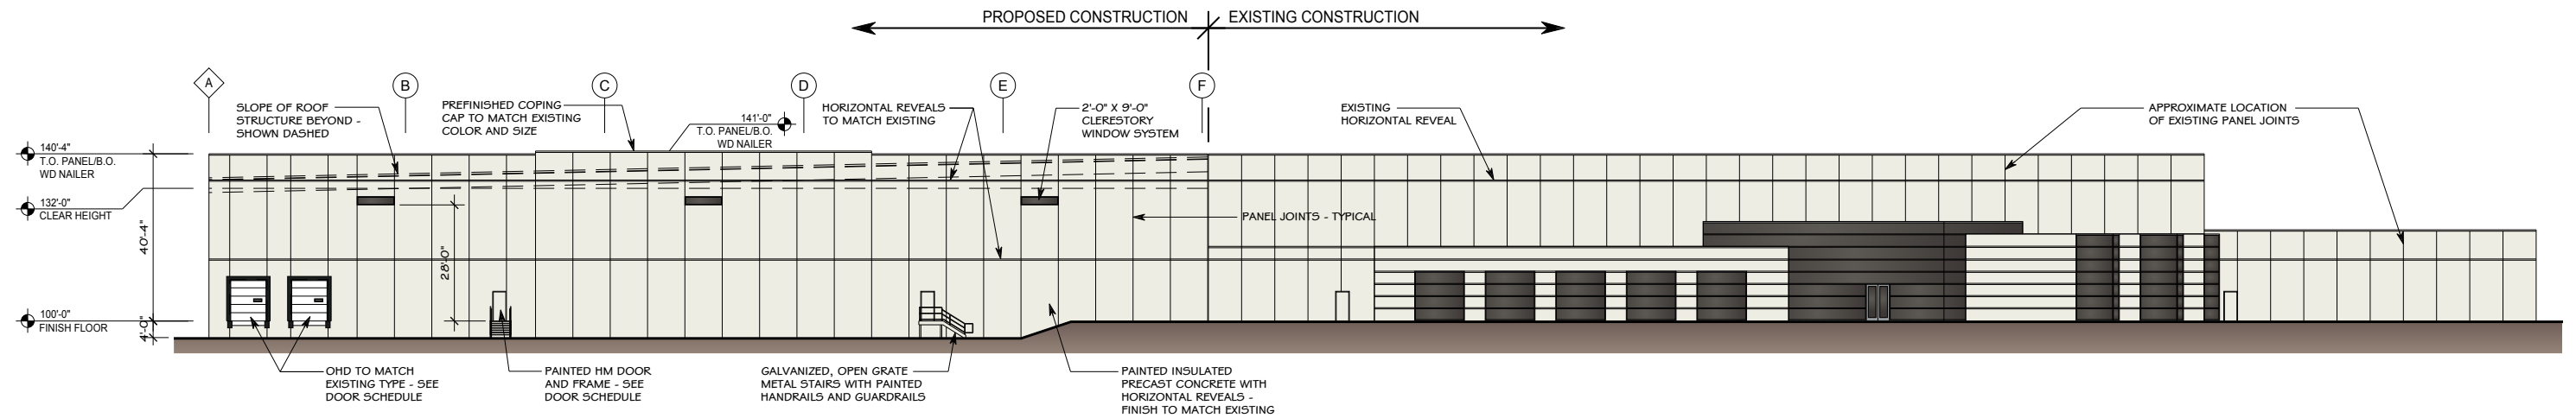 PROPOSED CONSTRUCTION
EXISTING CONSTRUCTION
A
B
C
D
E
F
SLOPE OF ROOF
STRUCTURE BEYOND -
SHOWN DASHED
PREFINISHED COPING
CAP TO MATCH EXISTING
COLOR AND SIZE
141'-0"
T.O. PANEL/B.O.
WD NAILER
HORIZONTAL REVEALS
TO MATCH EXISTING
2'-0" X 9'-0"
CLERESTORY
WINDOW SYSTEM
EXISTING
HORIZONTAL REVEAL
APPROXIMATE LOCATION
OF EXISTING PANEL JOINTS
140'-4"
T.O. PANEL/B.O.
WD NAILER
132'-0"
CLEAR HEIGHT
40'-4"
28'-0"
PANEL JOINTS - TYPICAL
100'-0"
FINISH FLOOR
4'-0"
OHD TO MATCH
EXISTING TYPE - SEE
DOOR SCHEDULE
PAINTED HM DOOR
AND FRAME - SEE
DOOR SCHEDULE
GALVANIZED, OPEN GRATE
METAL STAIRS WITH PAINTED
HANDRAILS AND GUARDRAILS
PAINTED INSULATED
PRECAST CONCRETE WITH
HORIZONTAL REVEALS -
FINISH TO MATCH EXISTING